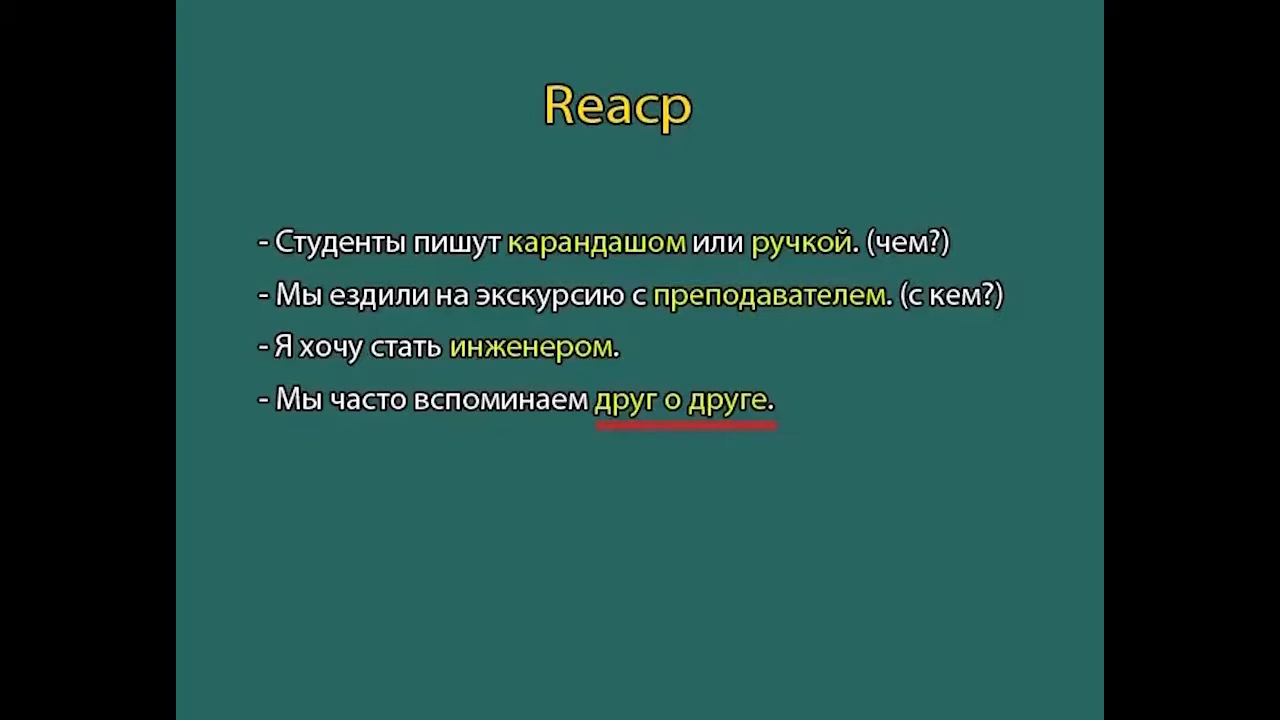 Reacp
- Студенты пишут карандашом или ручкой. (чем?)
- Мы ездили на экскурсию с преподавателем. (с кем?)
- Я хочу стать инженером.
- Мы часто вспоминаем друг о друге.